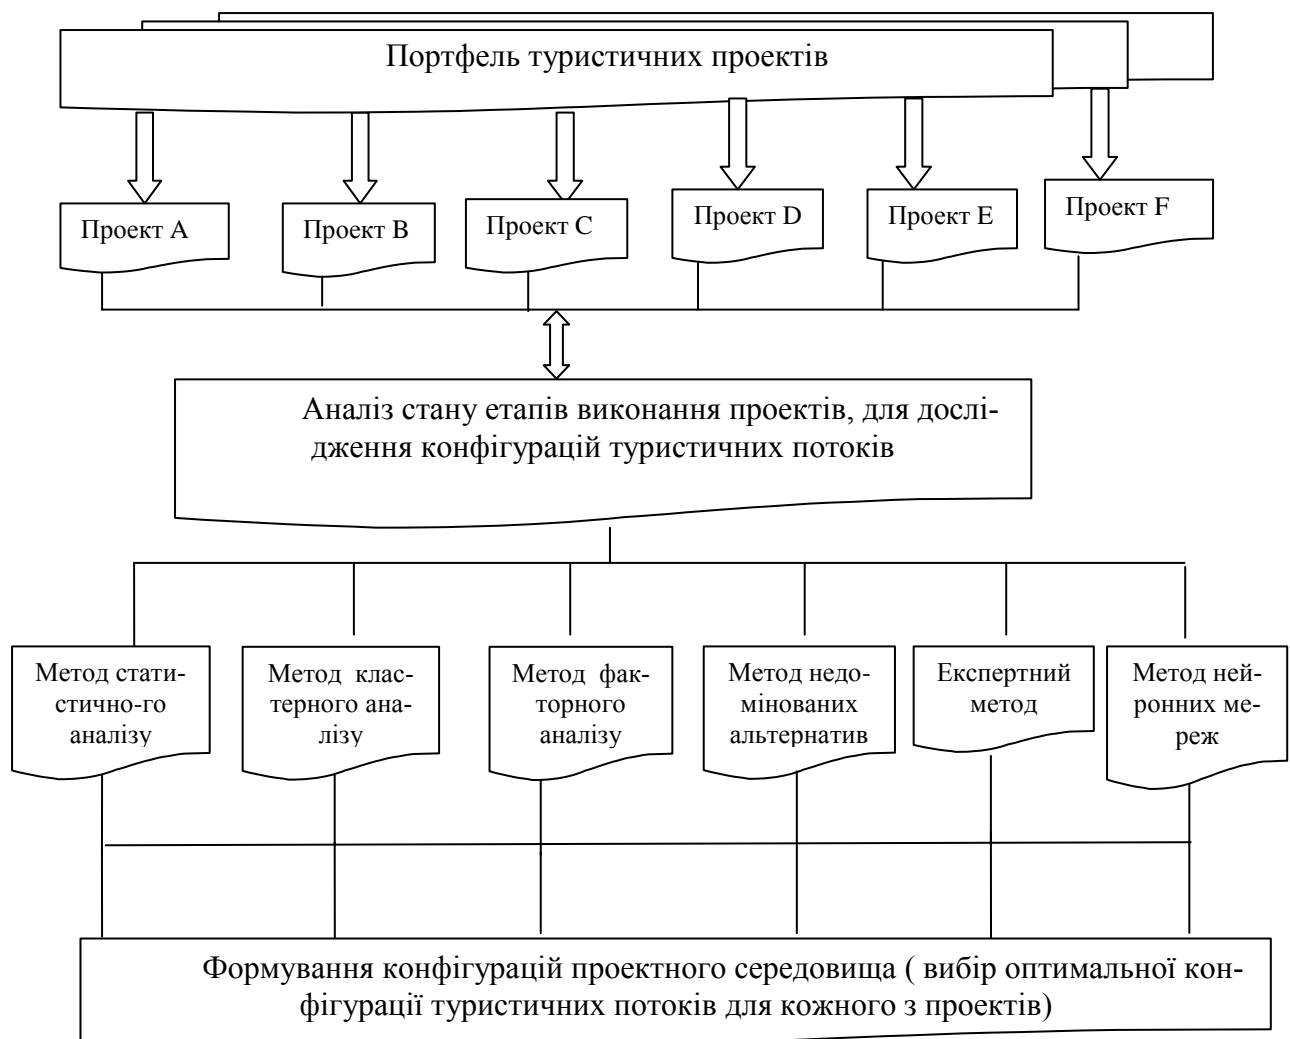 Портфель туристичних проектів
Проект A
Проект B
Проект C
Проект D
Проект E
Проект F
Аналіз стану етапів виконання проектів, для дослі-
дження конфігурацій туристичних потоків
Метод стати-
стично-го
аналізу
Метод клас-
терного ана-
лізу
Метод фак-
торного
аналізу
Метод недо-
мінованих
альтернатив
Експертний
метод
Метод ней-
ронних ме-
реж
Формування конфігурацій проектного середовища ( вибір оптимальної кон-
фігурації туристичних потоків для кожного з проектів)